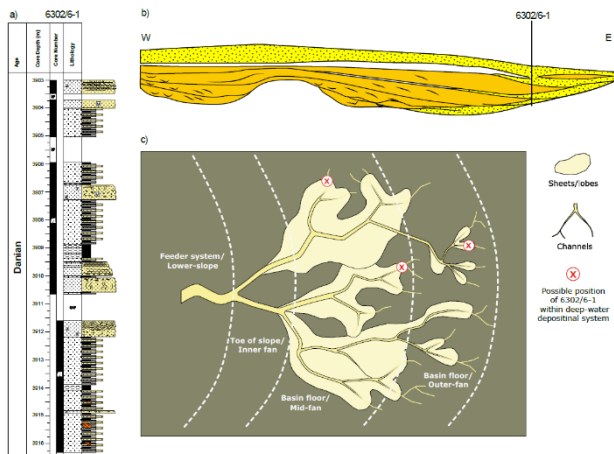 a)
6302/6-1
Age
Core Depth (m)
Core Number
Lithology
Danian
3603
3604
3605
3606
3607
3608
3609
3610
3611
3612
3613
3614
3615
3616
b)
6302/6-1
W
E
c)
Feeder system/
Lower-slope
Toe of slope/
Inner fan
Basin floor/
Mid-fan
Basin floor/
Outer-fan
X
X
X
Sheets/lobes
Channels
X
Possible position
of 6302/6-1
within deep-water
depositinal system